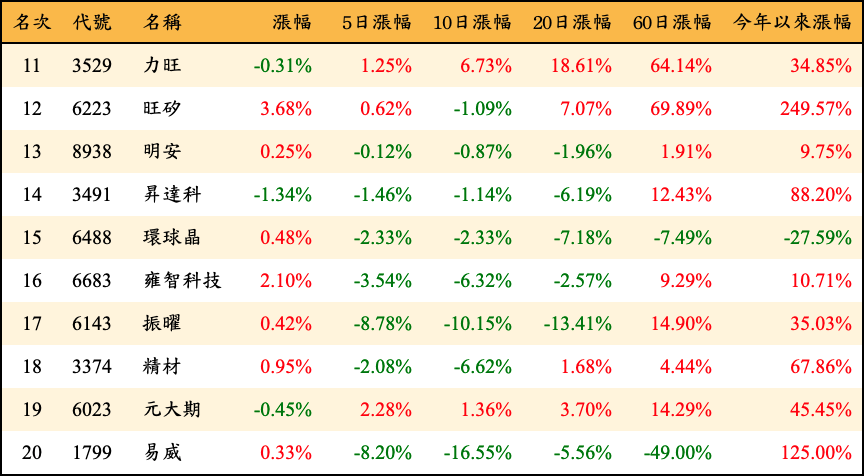 名次 代號 名稱 漲幅 5日漲幅 10日漲幅 20日漲幅 60日漲幅 今年以來漲幅
11 3529 力旺 -0.31% 1.25% 6.73% 18.61% 64.14% 34.85%
12 6223 旺矽 3.68% 0.62% -1.09% 7.07% 69.89% 249.57%
13 8938 明安 0.25% -0.12% -0.87% -1.96% 1.91% 9.75%
14 3491 昇達科 -1.34% -1.46% -1.14% -6.19% 12.43% 88.20%
15 6488 環球晶 0.48% -2.33% -2.33% -7.18% -7.49% -27.59%
16 6683 雍智科技 2.10% -3.54% -6.32% -2.57% 9.29% 10.71%
17 6143 振曜 0.42% -8.78% -10.15% -13.41% 14.90% 35.03%
18 3374 精材 0.95% -2.08% -6.62% 1.68% 4.44% 67.86%
19 6023 元大期 -0.45% 2.28% 1.36% 3.70% 14.29% 45.45%
20 1799 易威 0.33% -8.20% -16.55% -5.56% -49.00% 125.00%